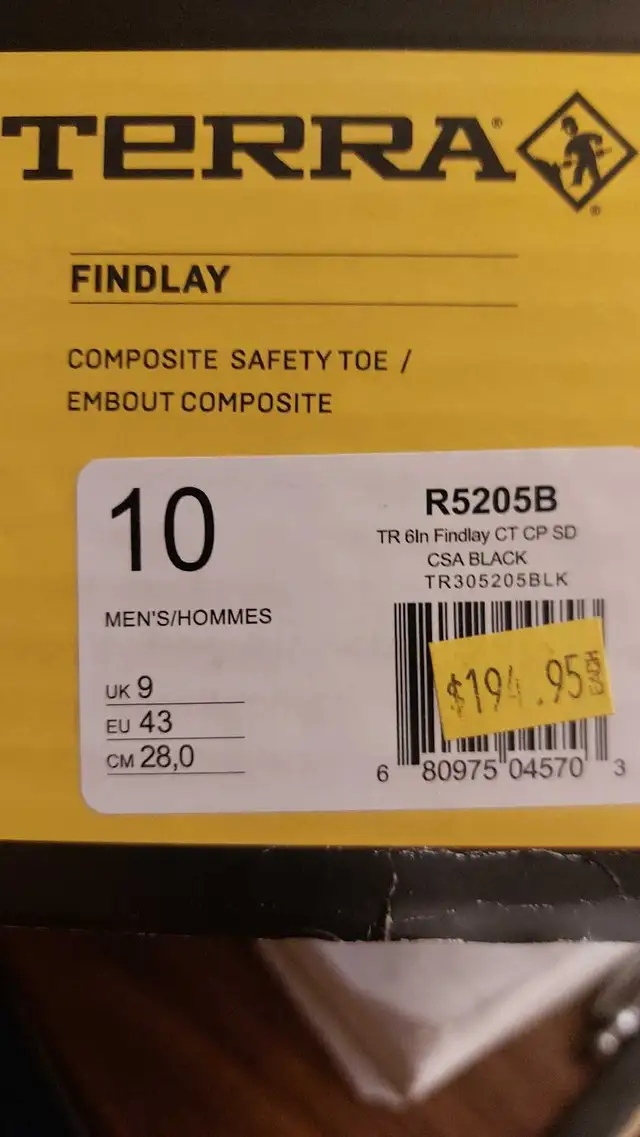 TERRA®
FINDLAY
COMPOSITE SAFETY TOE /
EMBOUT COMPOSITE
10
MEN'S/HOMMES
UK 9
EU 43
CM 28,0
R5205B
TR 6In Findlay CT CP SD
CSA BLACK
TR305205BLK
$194.95
6 80975 04570 3